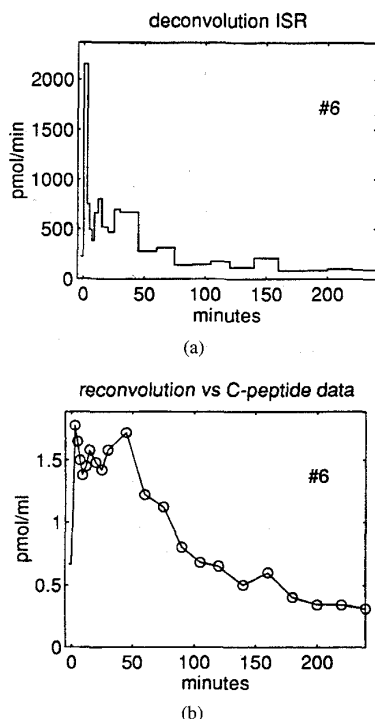 deconvolution ISR
2000
1500
1000
500
0
pmol/min
#6
0 50 100 150 200
minutes
(a)
reconvolution vs C-peptide data
1.5
1
0.5
0
pmol/ml
#6
0 50 100 150 200
minutes
(b)